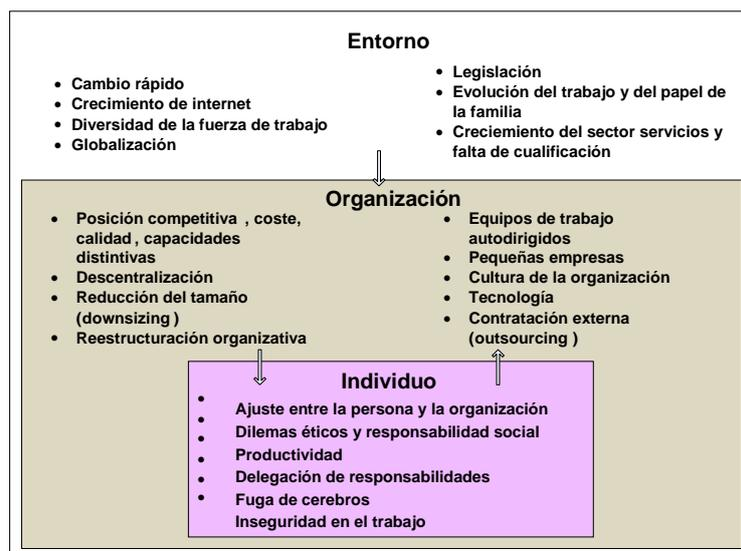 Entorno
• Cambio rápido
• Crecimiento de internet
• Diversidad de la fuerza de trabajo
• Globalización
• Legislación
• Evolución del trabajo y del papel de
la familia
• Creciemiento del sector servicios y
falta de cualificación
Organización
• Posición competitiva , coste,
calidad , capacidades
distintivas
• Descentralización
• Reducción del tamaño
(downsizing )
• Reestructuración organizativa
• Equipos de trabajo
autodirigidos
• Pequeñas empresas
• Cultura de la organización
• Tecnología
• Contratación externa
(outsourcing )
Individuo
• Ajuste entre la persona y la organización
• Dilemas éticos y responsabilidad social
• Productividad
• Delegación de responsabilidades
• Fuga de cerebros
Inseguridad en el trabajo